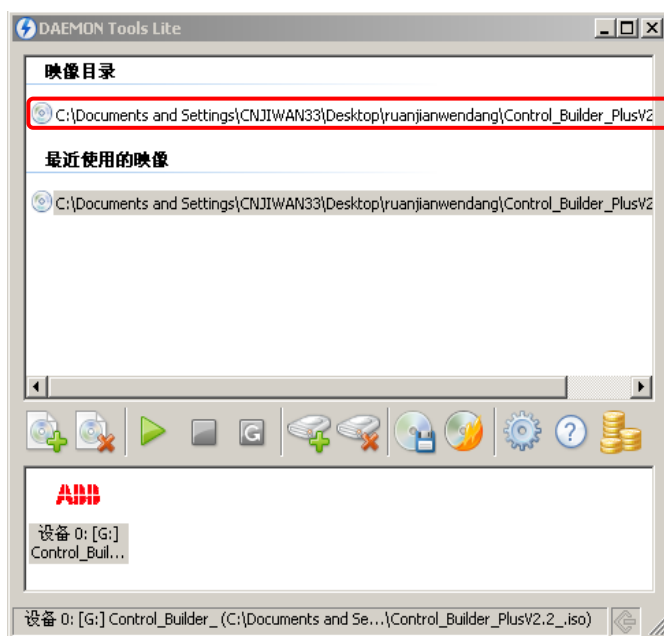 DAEMON Tools Lite
映像目录
C:\Documents and Settings\CNJIWAN33\Desktop\ruanjianwendang\Control_Builder_PlusV2
最近使用的映像
C:\Documents and Settings\CNJIWAN33\Desktop\ruanjianwendang\Control_Builder_PlusV2
G
?
ABB
设备 0: [G:]
Control_Buil...
设备 0: [G:] Control_Builder_ (C:\Documents and Se...\Control_Builder_PlusV2.2_.iso)